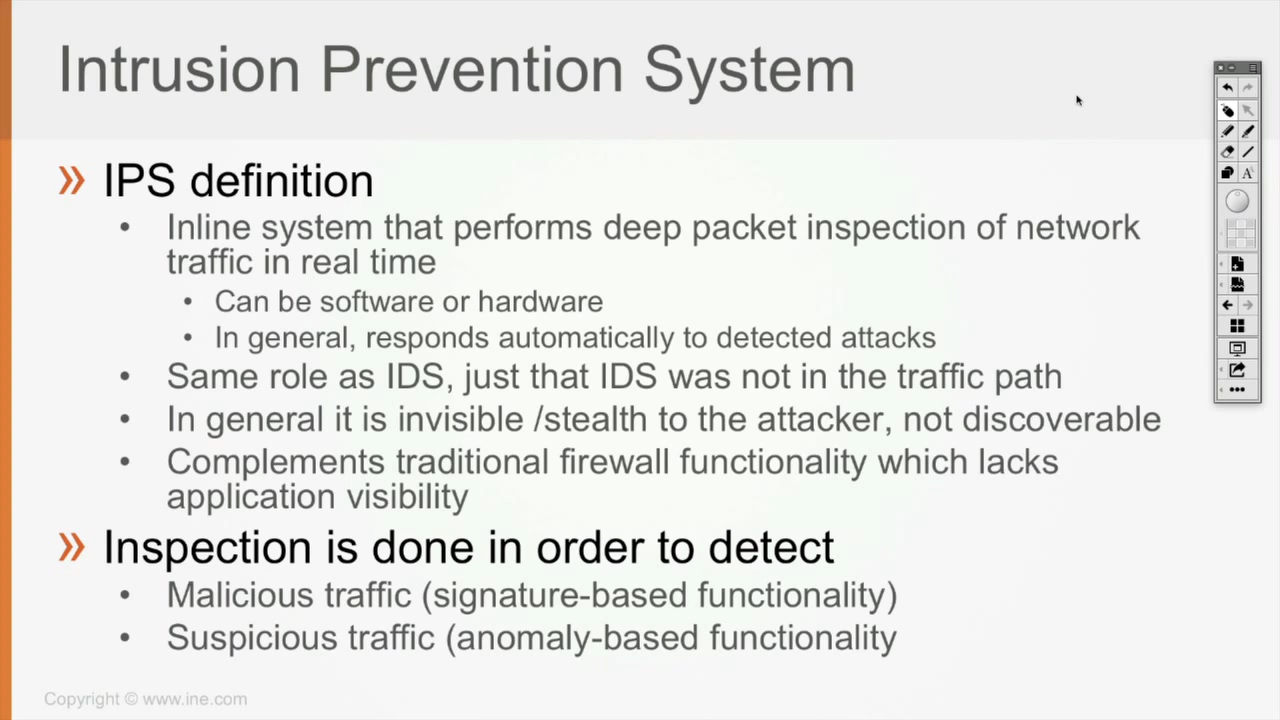 Intrusion Prevention System
» IPS definition
• Inline system that performs deep packet inspection of network
traffic in real time
• Can be software or hardware
• In general, responds automatically to detected attacks
• Same role as IDS, just that IDS was not in the traffic path
• In general it is invisible /stealth to the attacker, not discoverable
• Complements traditional firewall functionality which lacks
application visibility
» Inspection is done in order to detect
• Malicious traffic (signature-based functionality)
• Suspicious traffic (anomaly-based functionality
Copyright © www.ine.com